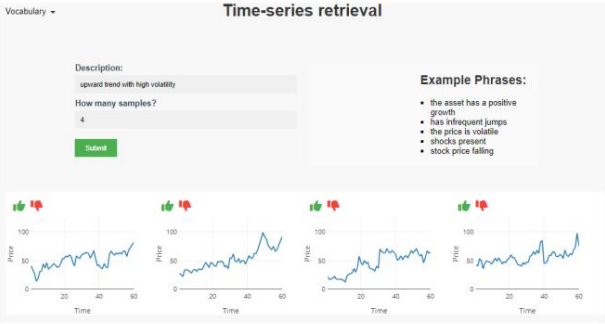 Vocabulary
Time-series retrieval
Description:
upward trend with high volatility
How many samples?
4
Submit
Example Phrases:
the asset has a positive
growth
has infrequent jumps
the price is volatile
shocks present
stock price falling
Price
100
50
0
20
40
60
Time
Price
100
50
0
20
40
60
Time
Price
100
50
0
20
40
60
Time
Price
100
50
0
20
40
60
Time